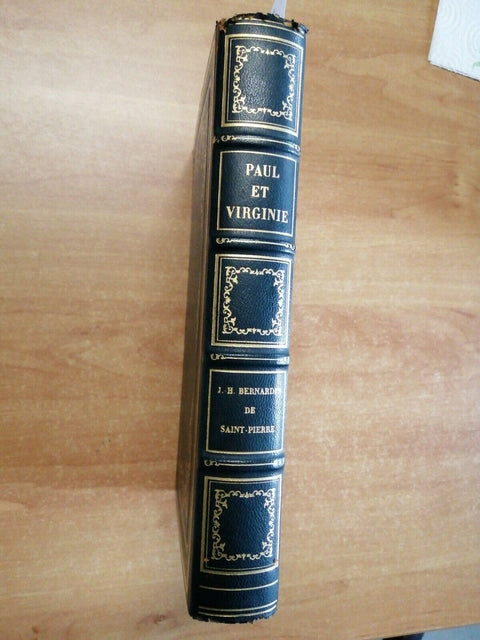 PAUL
ET
VIRGINIE
J.-H. BERNARDIN
DE
SAINT-PIERRE